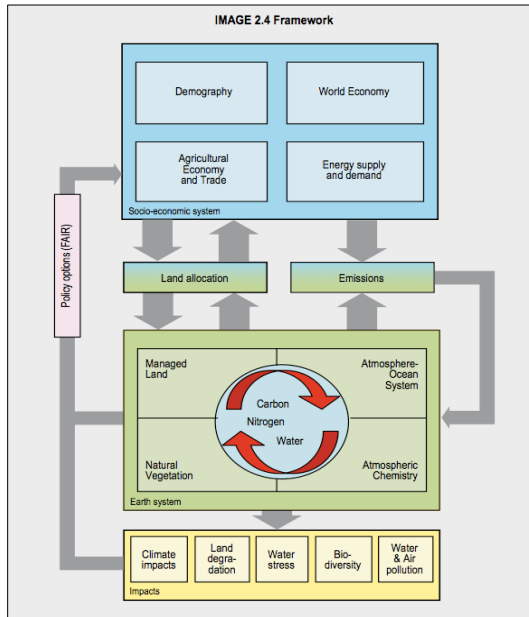 IMAGE 2.4 Framework
Demography
World Economy
Agricultural
Economy
and Trade
Energy supply
and demand
Socio-economic system
Policy options (FAIR)
Land allocation
Emissions
Managed
Land
Atmosphere-
Ocean
System
Carbon
Nitrogen
Water
Natural
Vegetation
Atmospheric
Chemistry
Earth system
Climate
impacts
Land
degra-
dation
Water
stress
Bio-
diversity
Water
& Air
pollution
Impacts